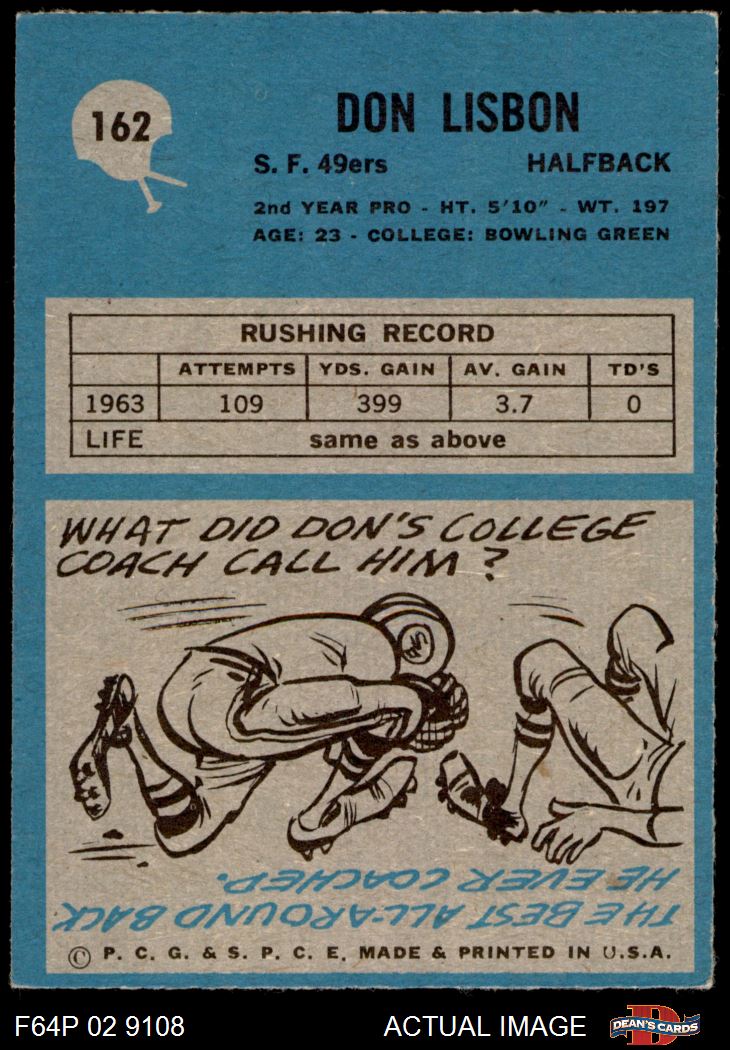 162
DON LISBON
S. F. 49ers HALFBACK
2nd YEAR PRO - HT. 5'10" - WT. 197
AGE: 23 - COLLEGE: BOWLING GREEN
RUSHING RECORD
ATTEMPTS YDS. GAIN AV. GAIN TD'S
1963 109 399 3.7 0
LIFE same as above
WHAT DID DON'S COLLEGE
COACH CALL HIM?
SF
THE BEST ALL-AROUND BACK
HE EVER COACHED.
© P. C. G. & S. P. C. E. MADE & PRINTED IN U.S.A.
F64P 02 9108 ACTUAL IMAGE D DEAN'S CARDS